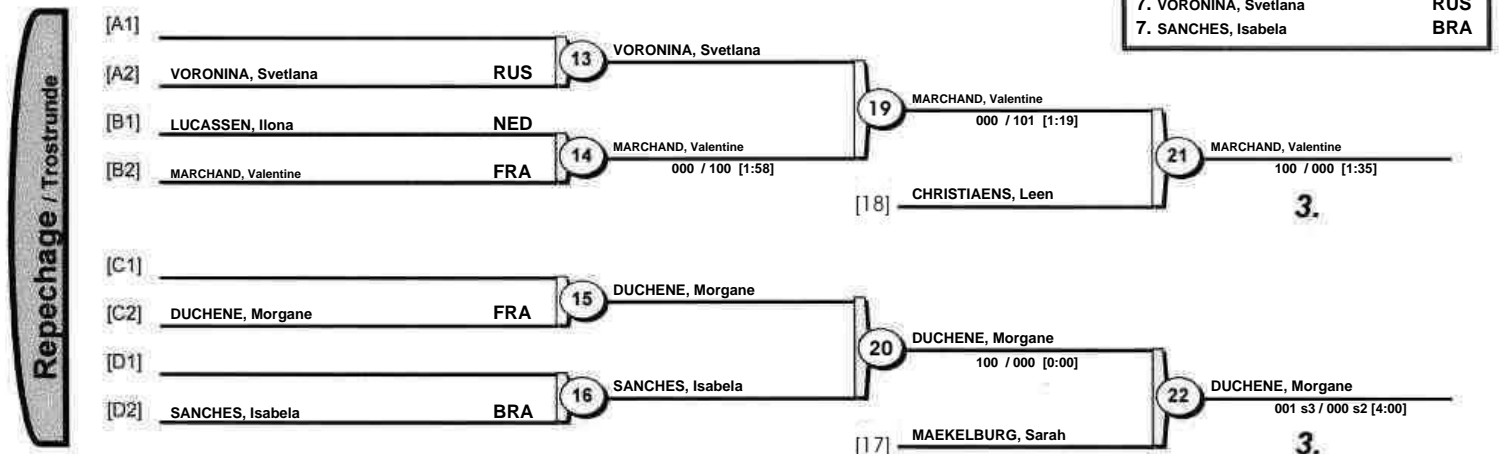 7. VORONINA, Svetlana RUS
7. SANCHES, Isabela BRA
Repechage / Trostrunde
[A1]
[A2] VORONINA, Svetlana RUS
13
VORONINA, Svetlana
[B1] LUCASSEN, Ilona NED
[B2] MARCHAND, Valentine FRA
14
MARCHAND, Valentine
000 / 100 [1:58]
19
MARCHAND, Valentine
000 / 101 [1:19]
[18] CHRISTIAENS, Leen
21
MARCHAND, Valentine
100 / 000 [1:35]
3.
[C1]
[C2] DUCHENE, Morgane FRA
15
DUCHENE, Morgane
[D1]
[D2] SANCHES, Isabela BRA
16
SANCHES, Isabela
20
DUCHENE, Morgane
100 / 000 [0:00]
[17] MAEKELBURG, Sarah
22
DUCHENE, Morgane
001 s3 / 000 s2 [4:00]
3.